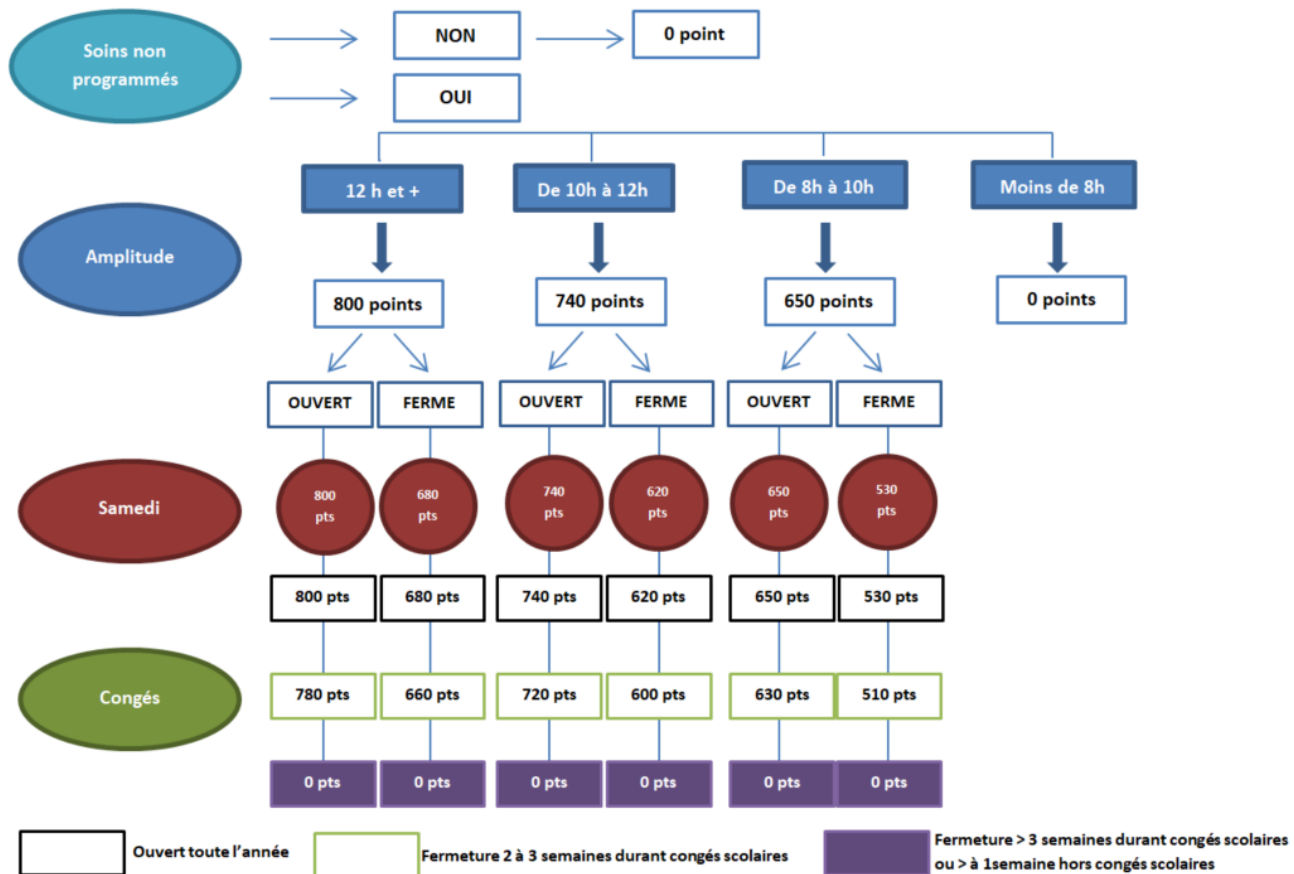 Soins non
programmés
NON
0 point
OUI
Amplitude
12 h et +
De 10h à 12h
De 8h à 10h
Moins de 8h
800 points
740 points
650 points
0 points
OUVERT
FERME
OUVERT
FERME
OUVERT
FERME
Samedi
800
pts
680
pts
740
pts
620
pts
650
pts
530
pts
800 pts
680 pts
740 pts
620 pts
650 pts
530 pts
Congés
780 pts
660 pts
720 pts
600 pts
630 pts
510 pts
0 pts
0 pts
0 pts
0 pts
0 pts
0 pts
Ouvert toute l'année
Fermeture 2 à 3 semaines durant congés scolaires
Fermeture > 3 semaines durant congés scolaires
ou > à 1semaine hors congés scolaires